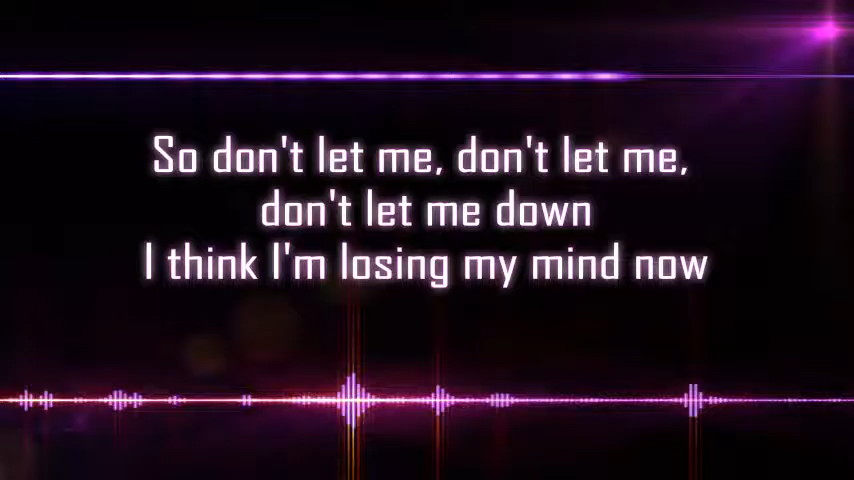 So don't let me, don't let me,
don't let me down
I think I'm losing my mind now